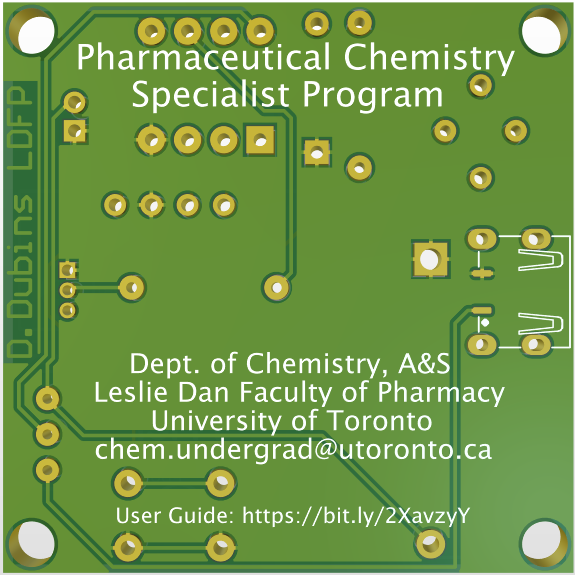 Pharmaceutical Chemistry
Specialist Program
D. Dubins LDFP
Dept. of Chemistry, A&S
Leslie Dan Faculty of Pharmacy
University of Toronto
chem.undergrad@utoronto.ca
User Guide: https://bit.ly/2XavzyY